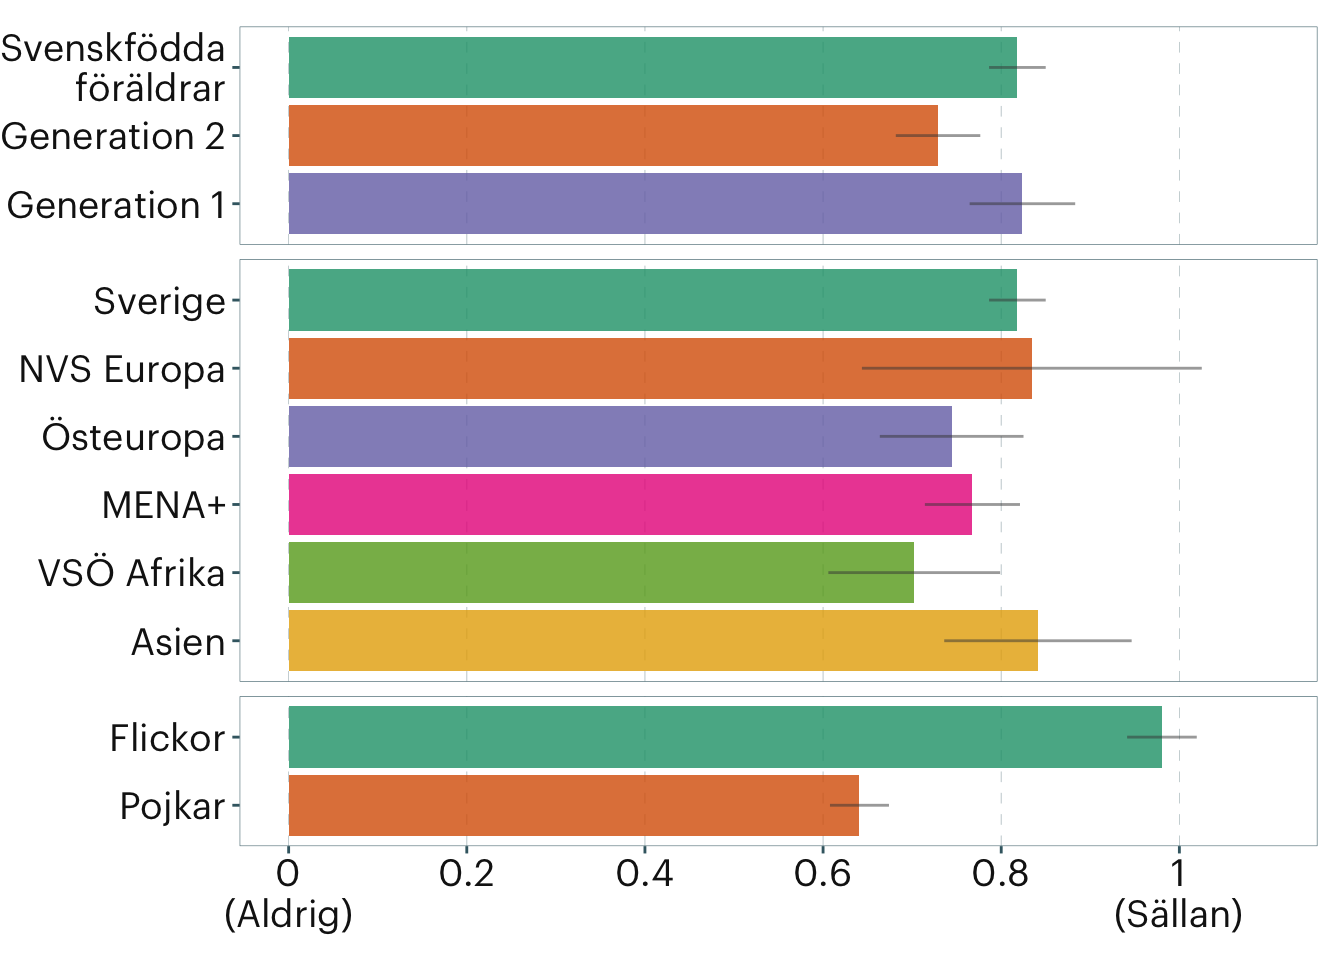 Svenskfödda
föräldrar
Generation 2
Generation 1
Sverige
NVS Europa
Östeuropa
MENA+
VSÖ Afrika
Asien
Flickor
Pojkar
0 0.2 0.4 0.6 0.8 1
(Aldrig) (Sällan)